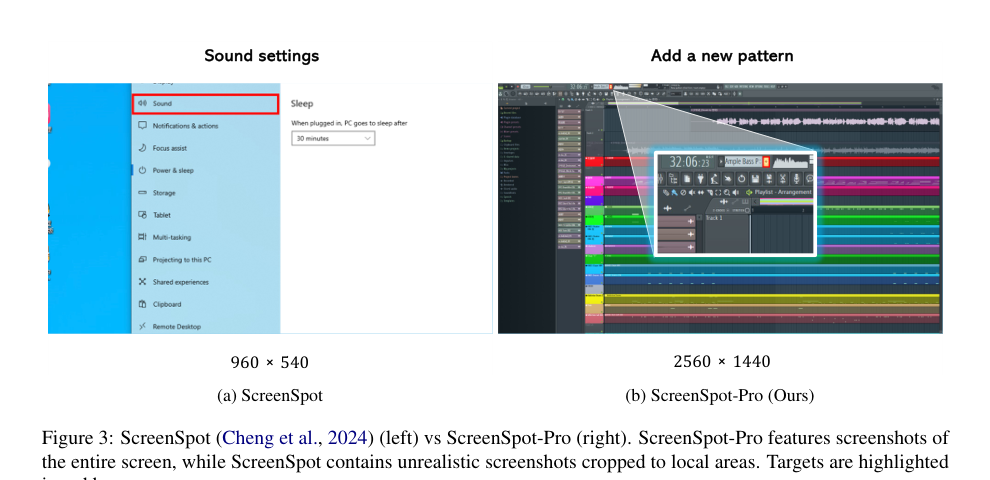 Sound settings
Add a new pattern
Sound
Notifications & actions
Focus assist
Power & sleep
Storage
Tablet
Multi-tasking
Projecting to this PC
Shared experiences
Clipboard
Remote Desktop
Sleep
When plugged in, PC goes to sleep after
30 minutes
32:06:23
Ample Bass P
Playlist - Arrangement
Track 1
960 × 540
2560 × 1440
(a) ScreenSpot
(b) ScreenSpot-Pro (Ours)
Figure 3: ScreenSpot (Cheng et al., 2024) (left) vs ScreenSpot-Pro (right). ScreenSpot-Pro features screenshots of
the entire screen, while ScreenSpot contains unrealistic screenshots cropped to local areas. Targets are highlighted